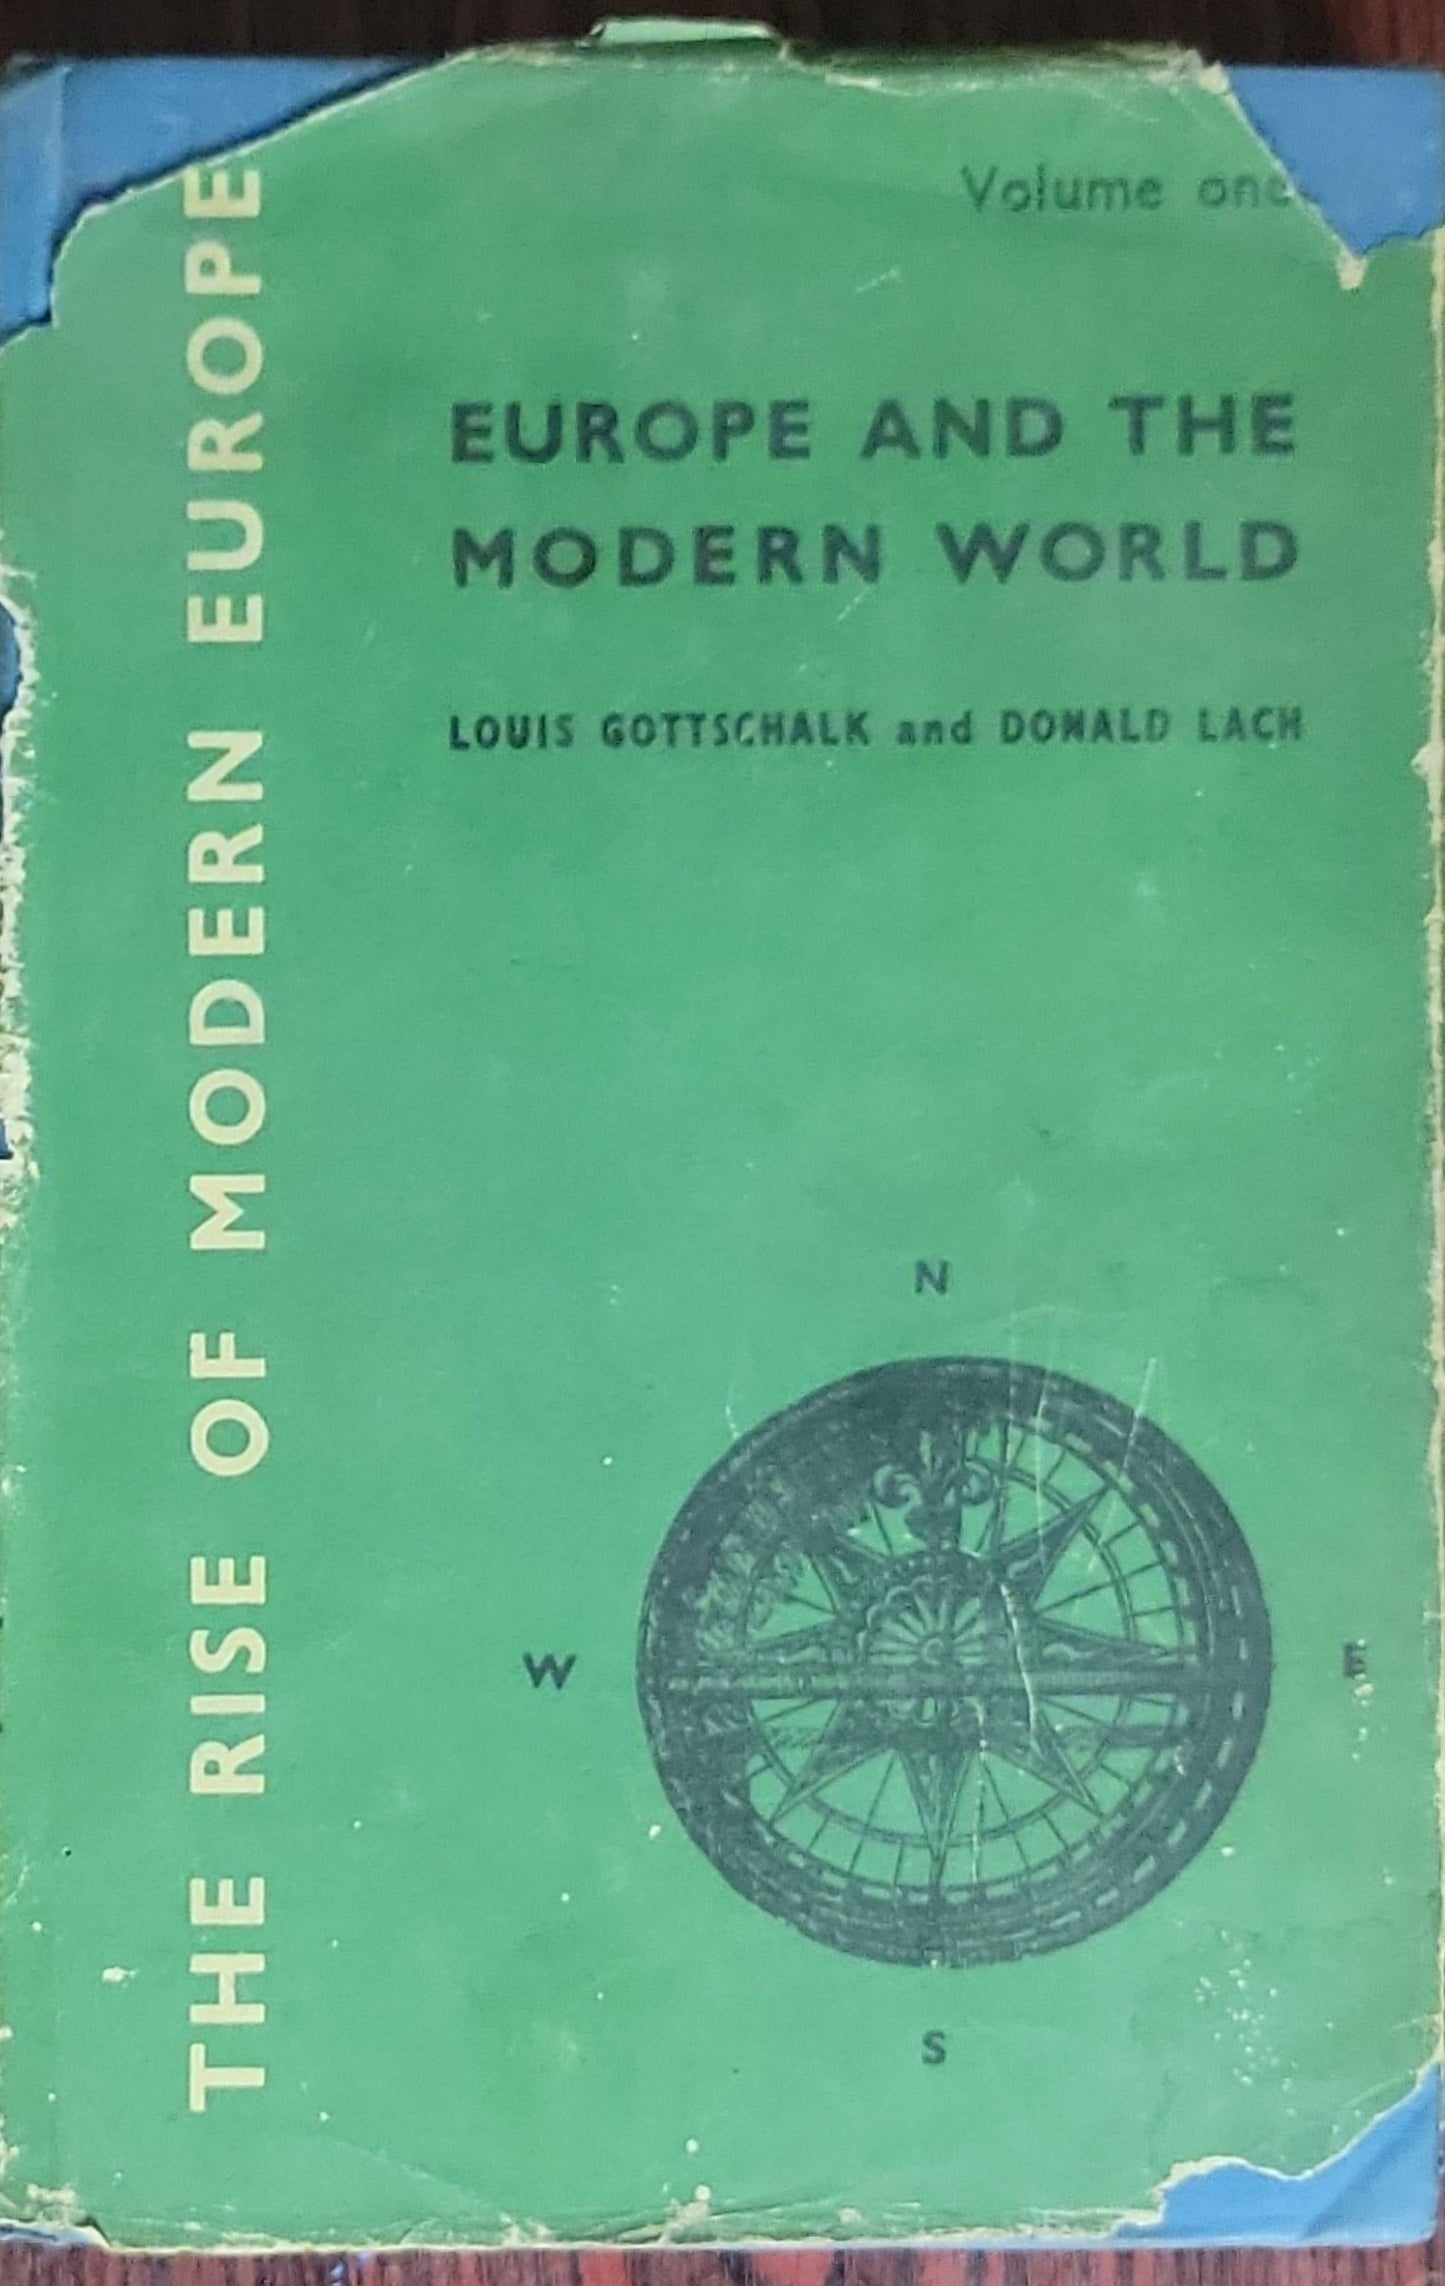 Volume one
THE RISE OF MODERN EUROPE
EUROPE AND THE
MODERN WORLD
LOUIS GOTTSCHALK and DONALD LACH
N
W
E
S